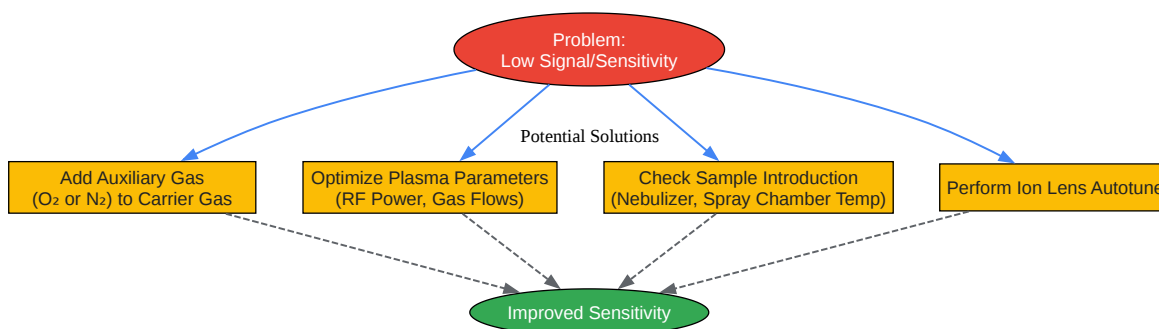 Problem:
Low Signal/Sensitivity
Potential Solutions
Add Auxiliary Gas
(O₂ or N₂) to Carrier Gas
Optimize Plasma Parameters
(RF Power, Gas Flows)
Check Sample Introduction
(Nebulizer, Spray Chamber Temp)
Perform Ion Lens Autotune
Improved Sensitivity